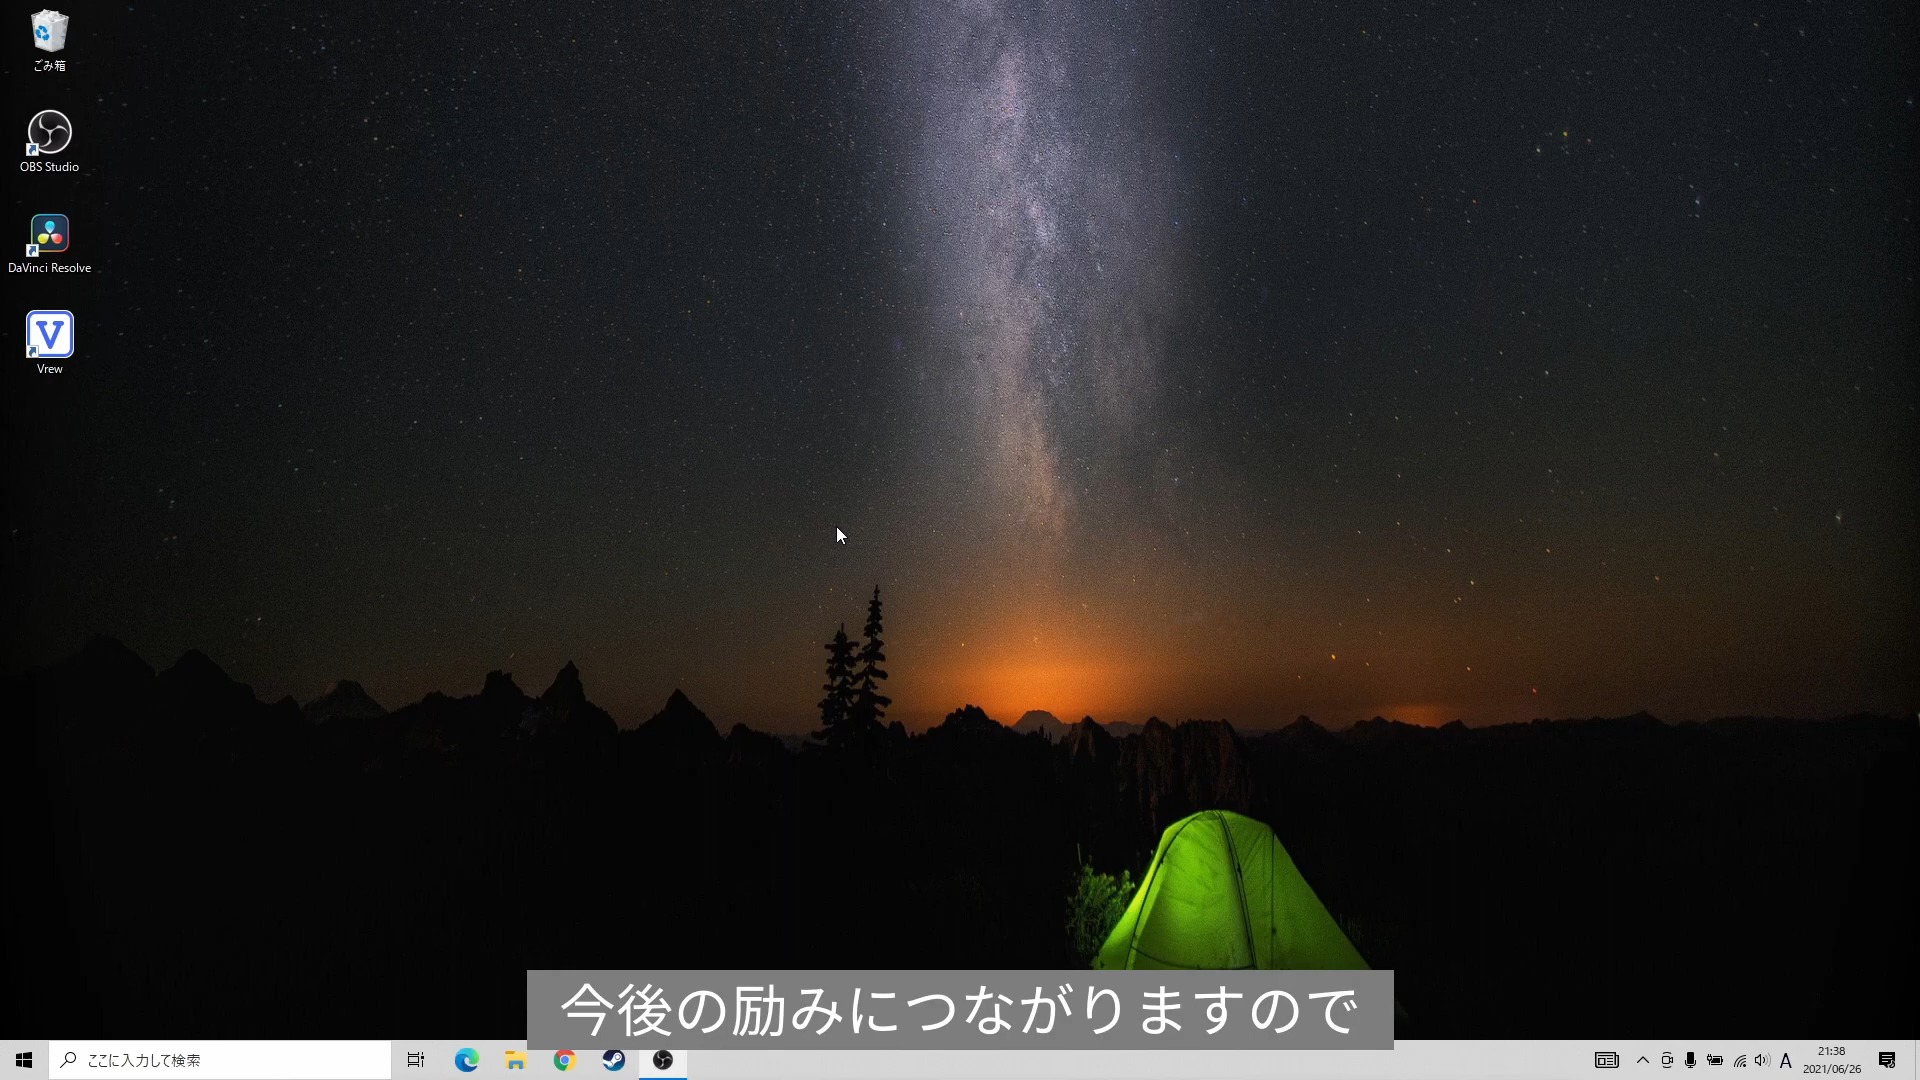 ごみ箱
OBS Studio
DaVinci Resolve
Vrew
今後の励みにつながりますので
ここに入力して検索
A
21:38
2021/06/26